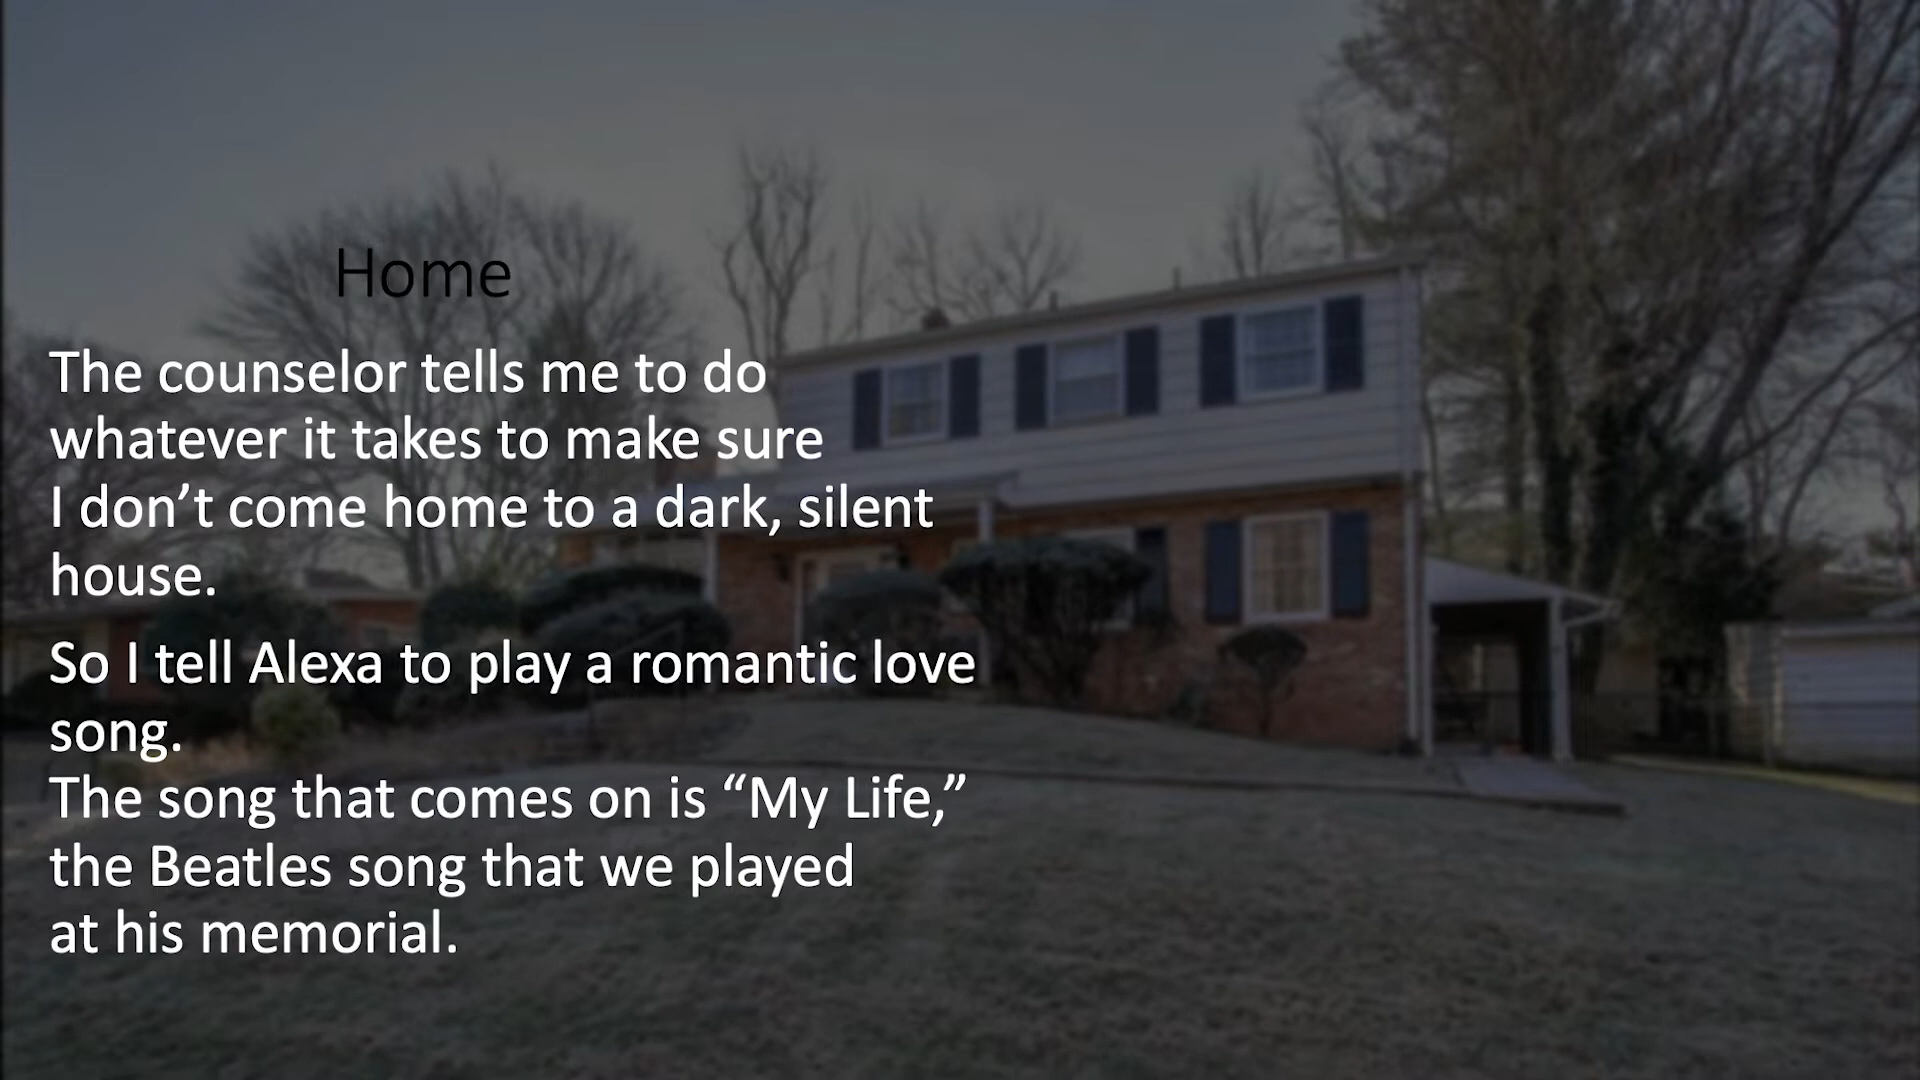 Home
The counselor tells me to do
whatever it takes to make sure
I don’t come home to a dark, silent
house.
So I tell Alexa to play a romantic love
song.
The song that comes on is “My Life,”
the Beatles song that we played
at his memorial.